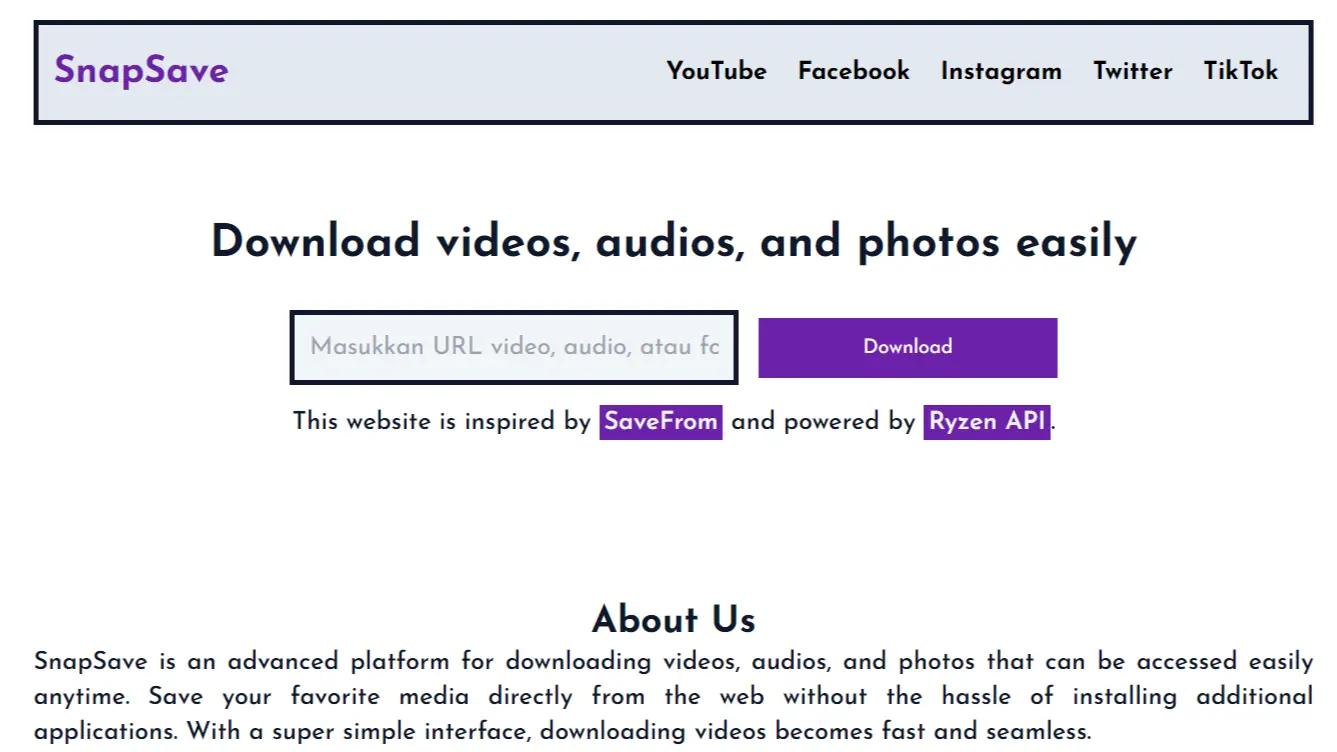 SnapSave YouTube Facebook Instagram Twitter TikTok
Download videos, audios, and photos easily
Masukkan URL video, audio, atau fo Download
This website is inspired by SaveFrom and powered by Ryzen API.
About Us
SnapSave is an advanced platform for downloading videos, audios, and photos that can be accessed easily
anytime. Save your favorite media directly from the web without the hassle of installing additional
applications. With a super simple interface, downloading videos becomes fast and seamless.